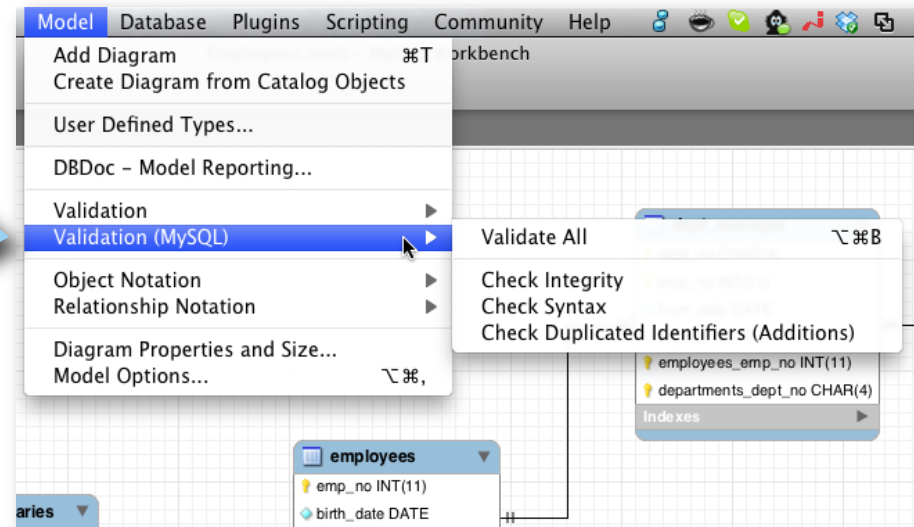 Model Database Plugins Scripting Community Help
Add Diagram ⌘T
orkbench
Create Diagram from Catalog Objects
User Defined Types...
DBDoc – Model Reporting...
Validation
Validation (MySQL)
Validate All ⌥⌘B
Object Notation
Check Integrity
Relationship Notation
Check Syntax
Check Duplicated Identifiers (Additions)
Diagram Properties and Size...
Model Options... ⌥⌘,
employees_emp_no INT(11)
departments_dept_no CHAR(4)
Indexes
employees
emp_no INT(11)
birth_date DATE
aries